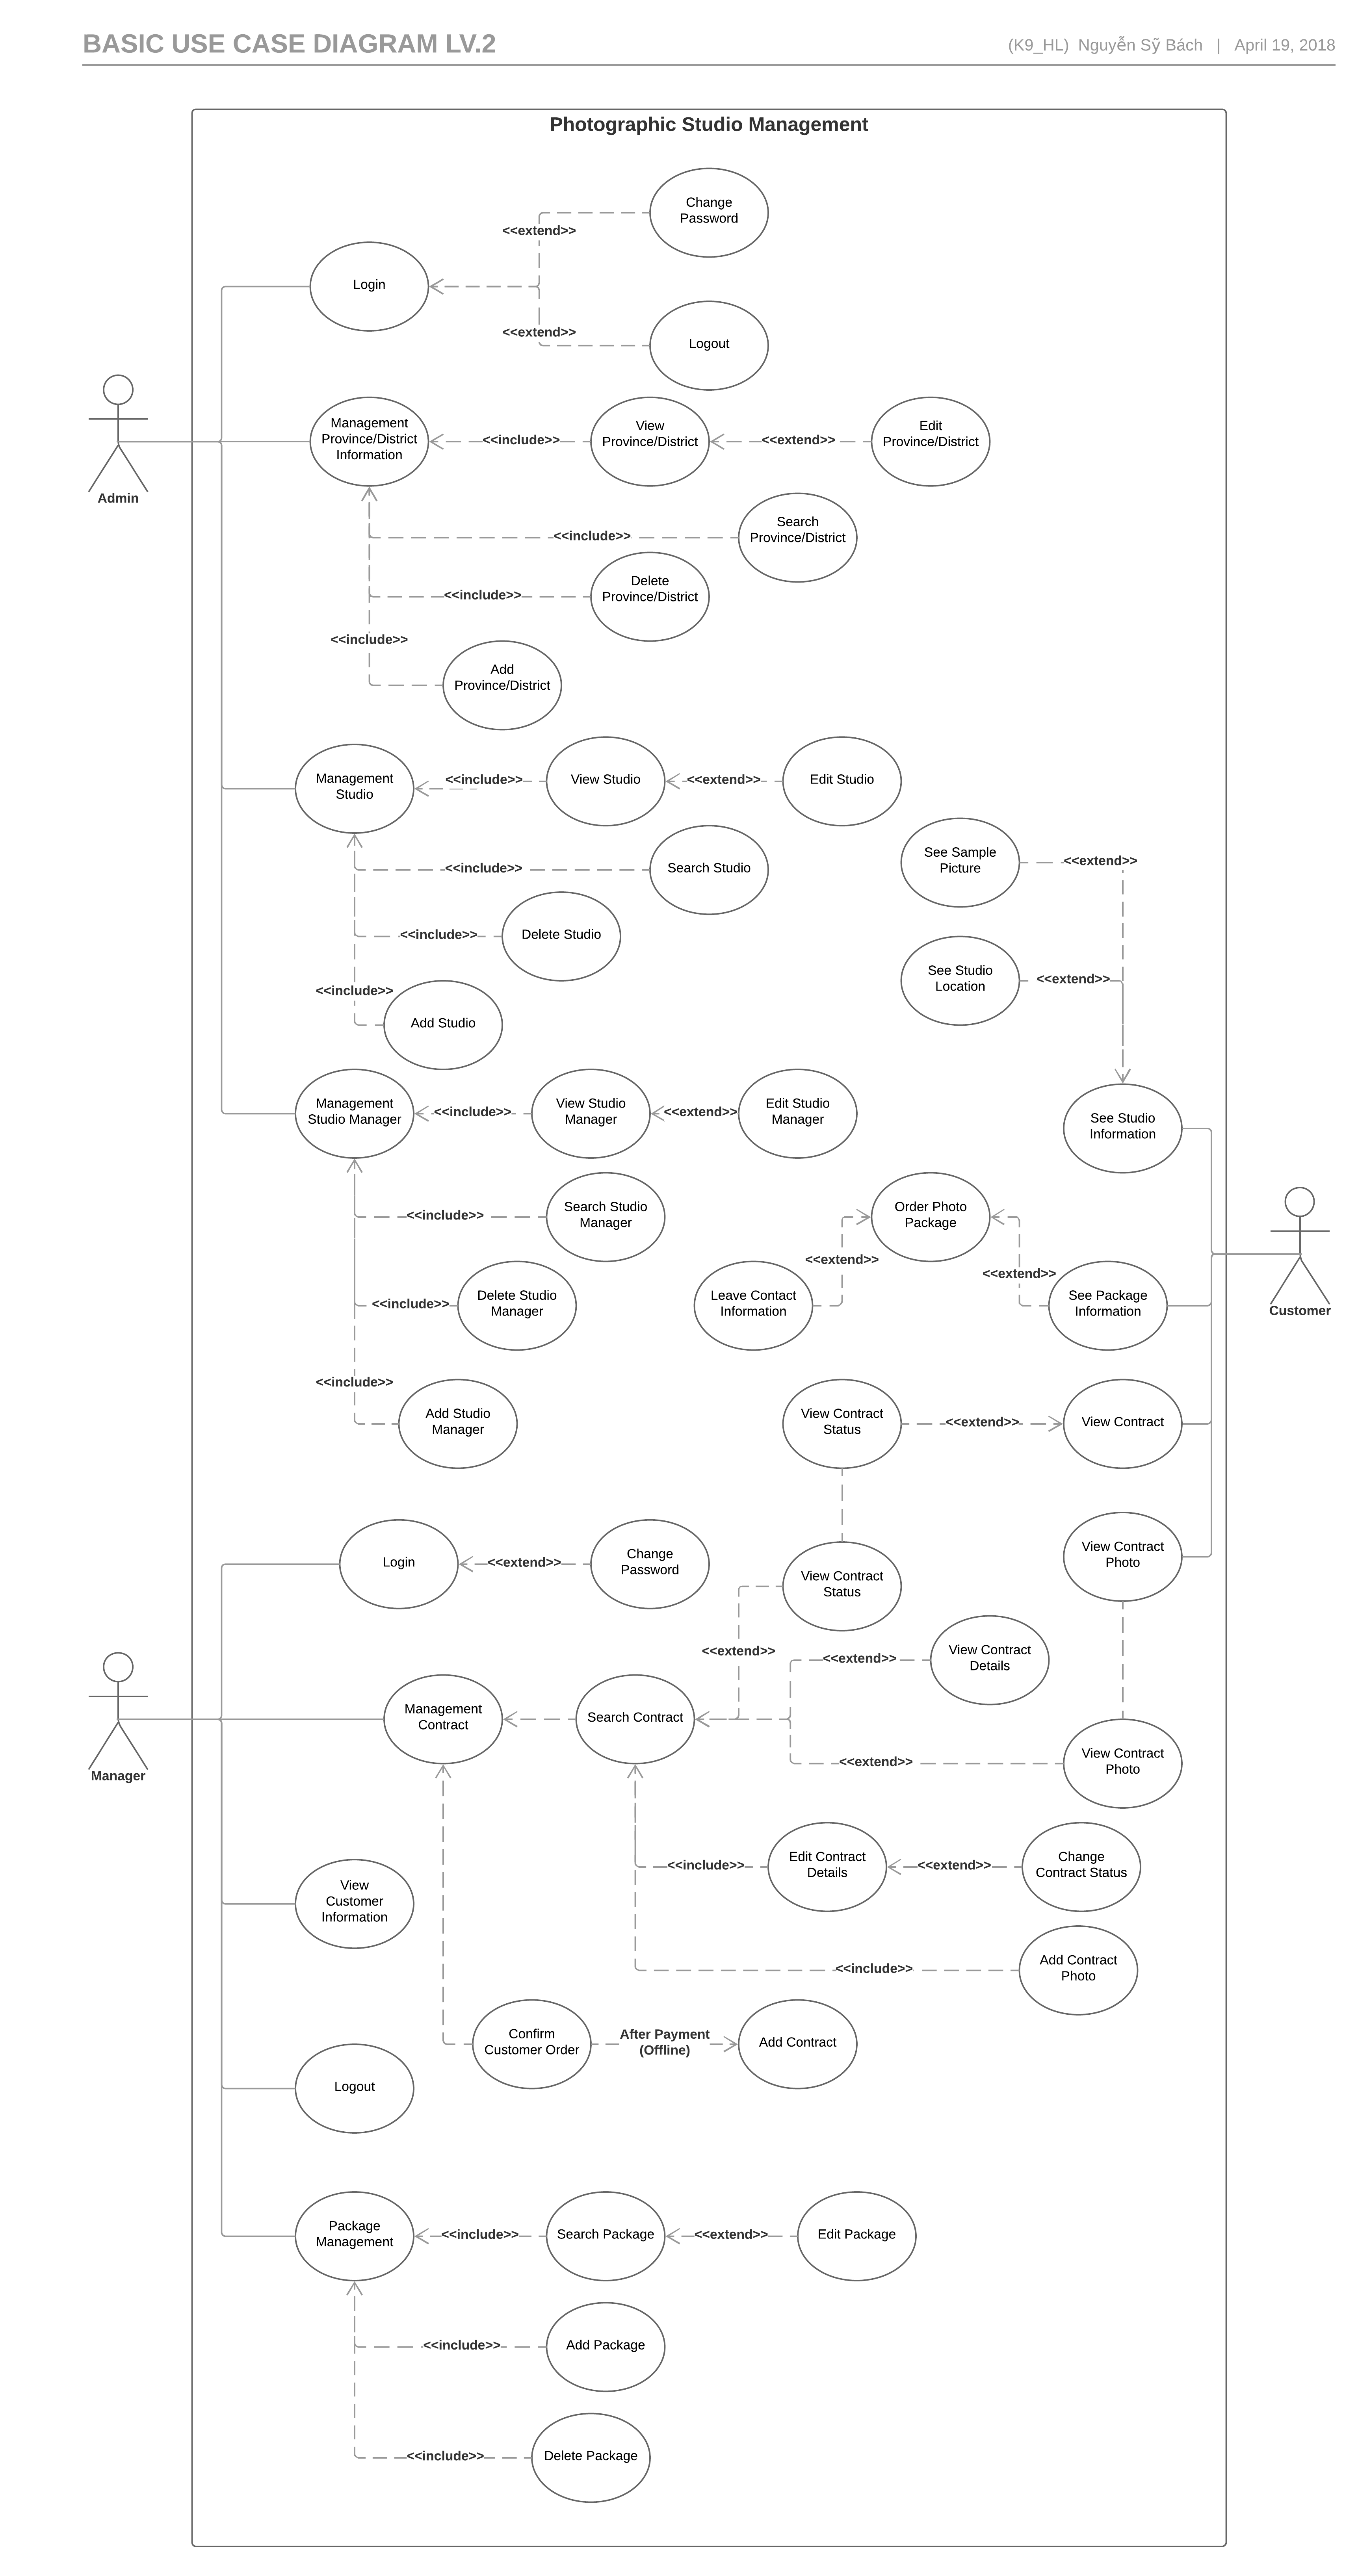 BASIC USE CASE DIAGRAM LV.2
(K9_HL) Nguyễn Sỹ Bách | April 19, 2018
Photographic Studio Management
Change
Password
<<extend>>
Login
<<extend>>
Logout
Admin
Management
Province/District
Information
<<include>>
View
Province/District
<<extend>>
Edit
Province/District
Search
Province/District
<<include>>
Delete
Province/District
<<include>>
<<include>>
Add
Province/District
Management
Studio
<<include>>
View Studio
<<extend>>
Edit Studio
See Sample
Picture
<<extend>>
<<include>>
Search Studio
<<include>>
Delete Studio
See Studio
Location
<<extend>>
<<include>>
Add Studio
Management
Studio Manager
<<include>>
View Studio
Manager
<<extend>>
Edit Studio
Manager
See Studio
Information
<<include>>
Search Studio
Manager
Order Photo
Package
<<extend>>
<<extend>>
<<include>>
Delete Studio
Manager
Leave Contact
Information
See Package
Information
Customer
<<include>>
Add Studio
Manager
View Contract
Status
<<extend>>
View Contract
Login
<<extend>>
Change
Password
View Contract
Status
View Contract
Photo
<<extend>>
<<extend>>
View Contract
Details
Manager
Management
Contract
Search Contract
<<extend>>
View Contract
Photo
<<include>>
Edit Contract
Details
<<extend>>
Change
Contract Status
View
Customer
Information
<<include>>
Add Contract
Photo
Confirm
Customer Order
After Payment
(Offline)
Add Contract
Logout
Package
Management
<<include>>
Search Package
<<extend>>
Edit Package
<<include>>
Add Package
<<include>>
Delete Package